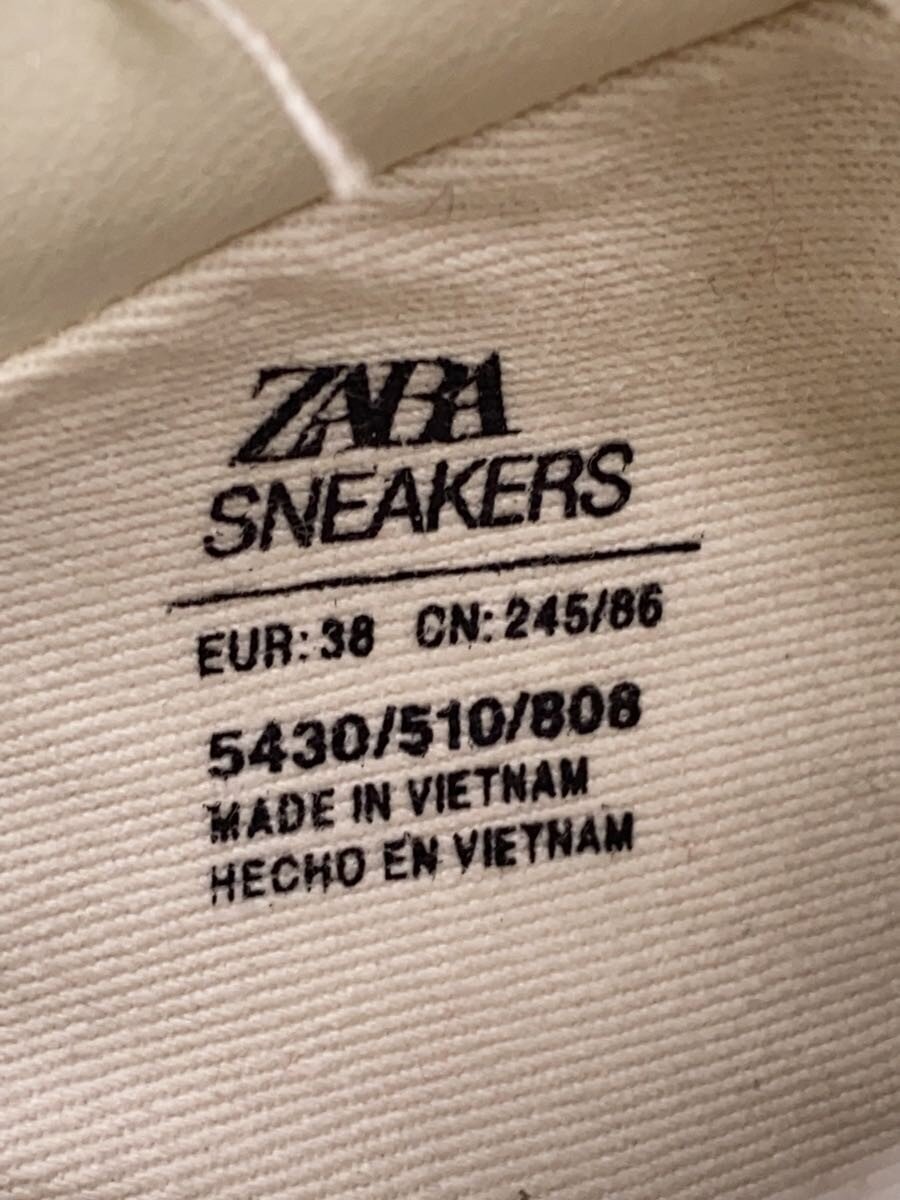 ZARA
SNEAKERS
EUR: 38 CN: 245/86
5430/510/808
MADE IN VIETNAM
HECHO EN VIETNAM